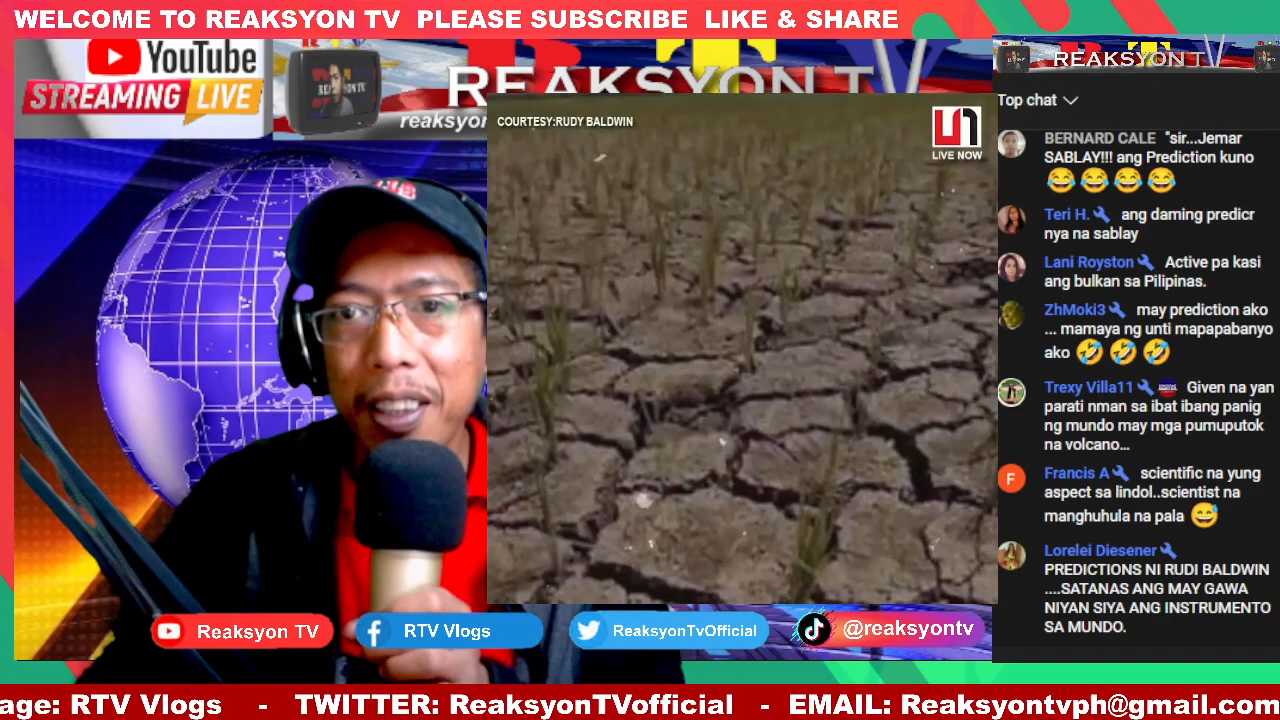 WELCOME TO REAKSYON TV PLEASE SUBSCRIBE LIKE & SHARE
YouTube
STREAMING LIVE
REAKSYON T
reaksyon
COURTESY:RUDY BALDWIN
LIVE NOW
REAKSYON TV
Top chat
BERNARD CALE "sir...Jemar
SABLAY!!! ang Prediction kuno
😂😂😂😂
Teri H. ang daming predicr
nya na sablay
Lani Royston Active pa kasi
ang bulkan sa Pilipinas.
ZhMoki3 may prediction ako
... mamaya ng unti mapapabanyo
ako 🤣🤣🤣
Trexy Villa11 Given na yan
parati nman sa ibat ibang panig
ng mundo may mga pumuputok
na volcano...
F
Francis A scientific na yung
aspect sa lindol..scientist na
manghuhula na pala 😅
Lorelei Diesener
PREDICTIONS NI RUDI BALDWIN
....SATANAS ANG MAY GAWA
NIYAN SIYA ANG INSTRUMENTO
SA MUNDO.
Reaksyon TV
RTV Vlogs
ReaksyonTvOfficial
@reaksyontv
age: RTV Vlogs - TWITTER: ReaksyonTVofficial - EMAIL: Reaksyontvph@gmail.com